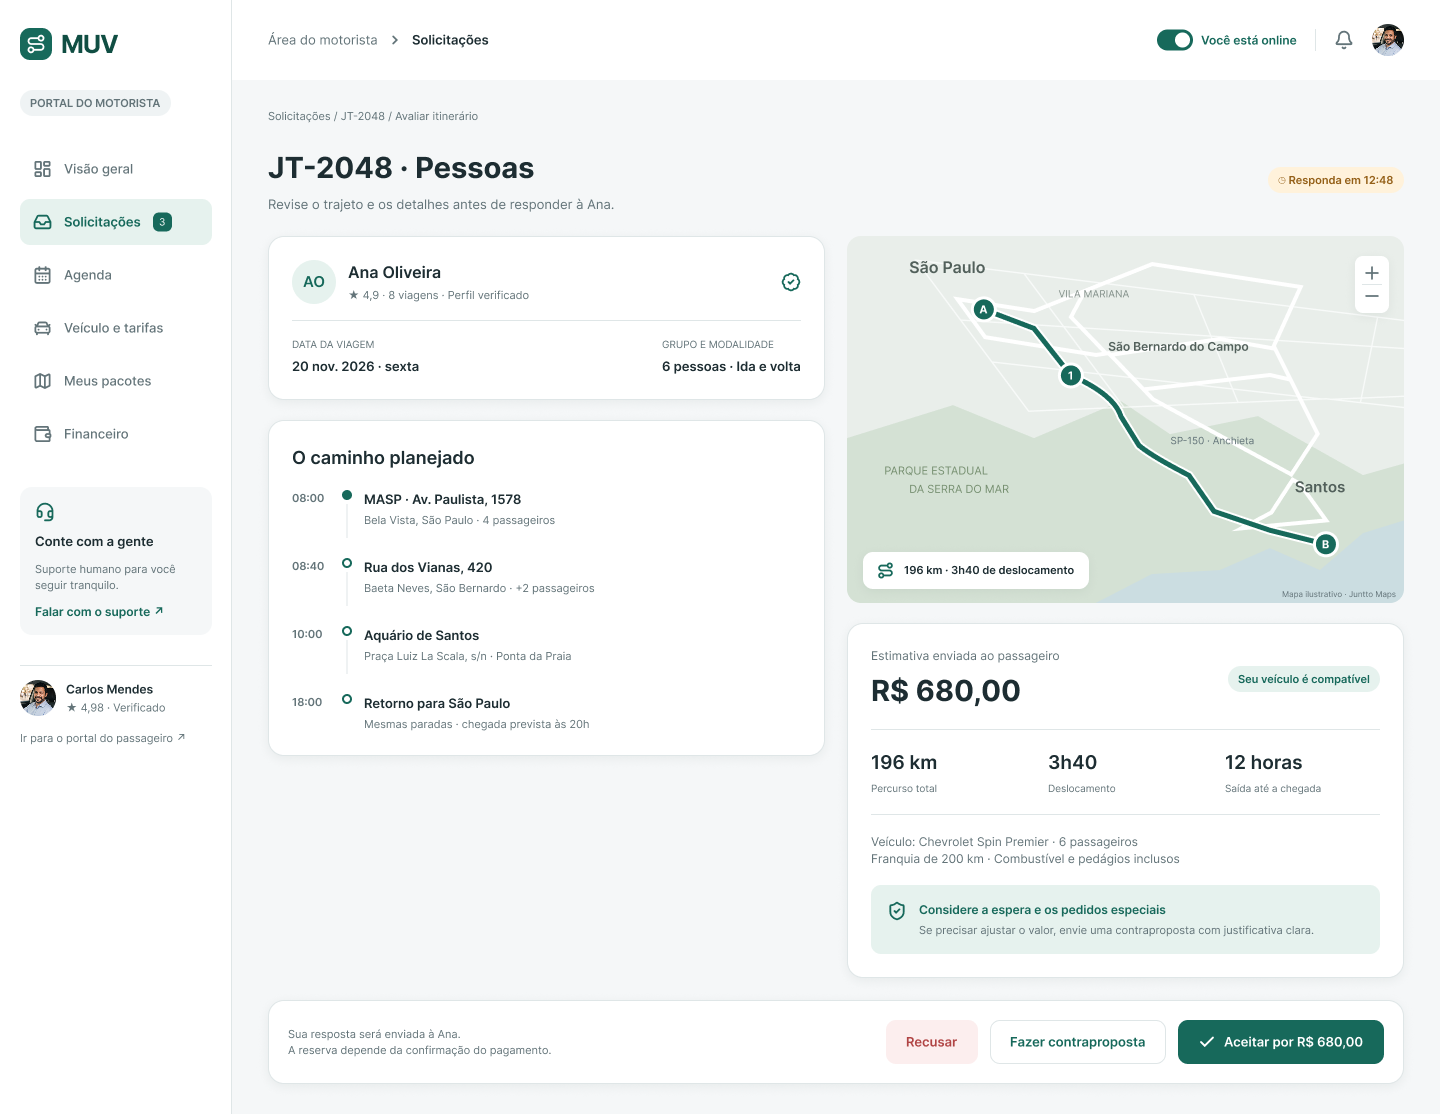 MUV
PORTAL DO MOTORISTA
Visão geral
Solicitações 3
Agenda
Veículo e tarifas
Meus pacotes
Financeiro
Conte com a gente
Suporte humano para você
seguir tranquilo.
Falar com o suporte ↗
Carlos Mendes
★ 4,98 · Verificado
Ir para o portal do passageiro ↗
Área do motorista > Solicitações
Você está online
Solicitações / JT-2048 / Avaliar itinerário
JT-2048 · Pessoas
Revise o trajeto e os detalhes antes de responder à Ana.
Responda em 12:48
AO
Ana Oliveira
★ 4,9 · 8 viagens · Perfil verificado
DATA DA VIAGEM
20 nov. 2026 · sexta
GRUPO E MODALIDADE
6 pessoas · Ida e volta
O caminho planejado
08:00
MASP · Av. Paulista, 1578
Bela Vista, São Paulo · 4 passageiros
08:40
Rua dos Vianas, 420
Baeta Neves, São Bernardo · +2 passageiros
10:00
Aquário de Santos
Praça Luiz La Scala, s/n · Ponta da Praia
18:00
Retorno para São Paulo
Mesmas paradas · chegada prevista às 20h
São Paulo
VILA MARIANA
A
São Bernardo do Campo
1
SP-150 · Anchieta
PARQUE ESTADUAL
DA SERRA DO MAR
Santos
B
+
−
196 km · 3h40 de deslocamento
Mapa ilustrativo · Juntto Maps
Estimativa enviada ao passageiro
R$ 680,00
Seu veículo é compatível
196 km
Percurso total
3h40
Deslocamento
12 horas
Saída até a chegada
Veículo: Chevrolet Spin Premier · 6 passageiros
Franquia de 200 km · Combustível e pedágios inclusos
Considere a espera e os pedidos especiais
Se precisar ajustar o valor, envie uma contraproposta com justificativa clara.
Sua resposta será enviada à Ana.
A reserva depende da confirmação do pagamento.
Recusar
Fazer contraproposta
Aceitar por R$ 680,00